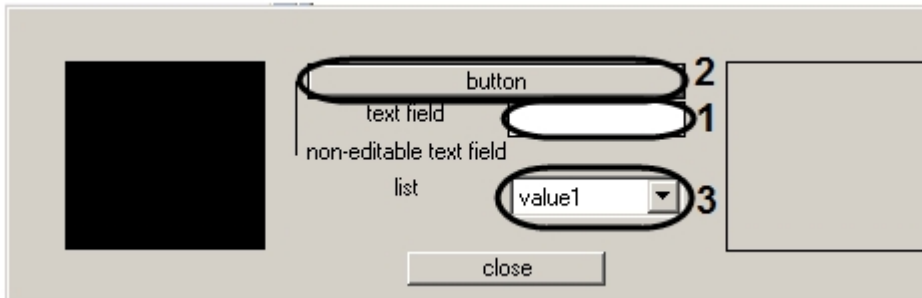 button 2
text field 1
non-editable text field
list
value1 3
close